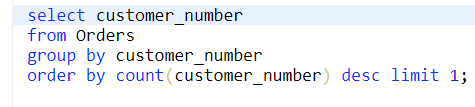 select customer_number
from Orders
group by customer_number
order by count(customer_number) desc limit 1;